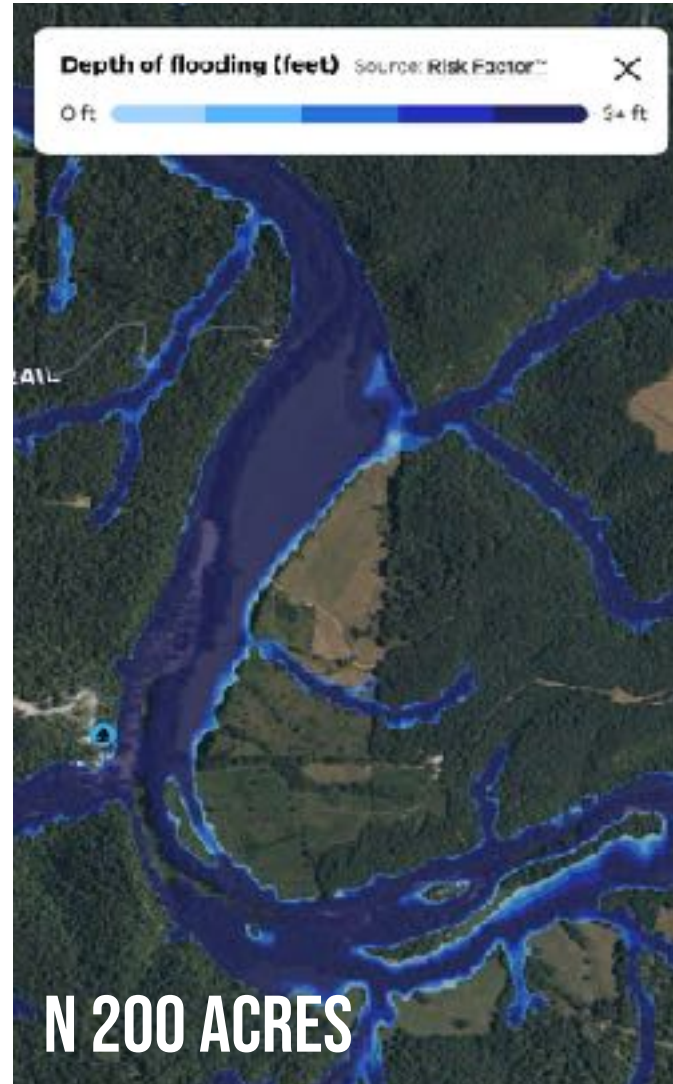 Depth of flooding (feet) Source: Risk Factor™
0 ft
N 200 ACRES